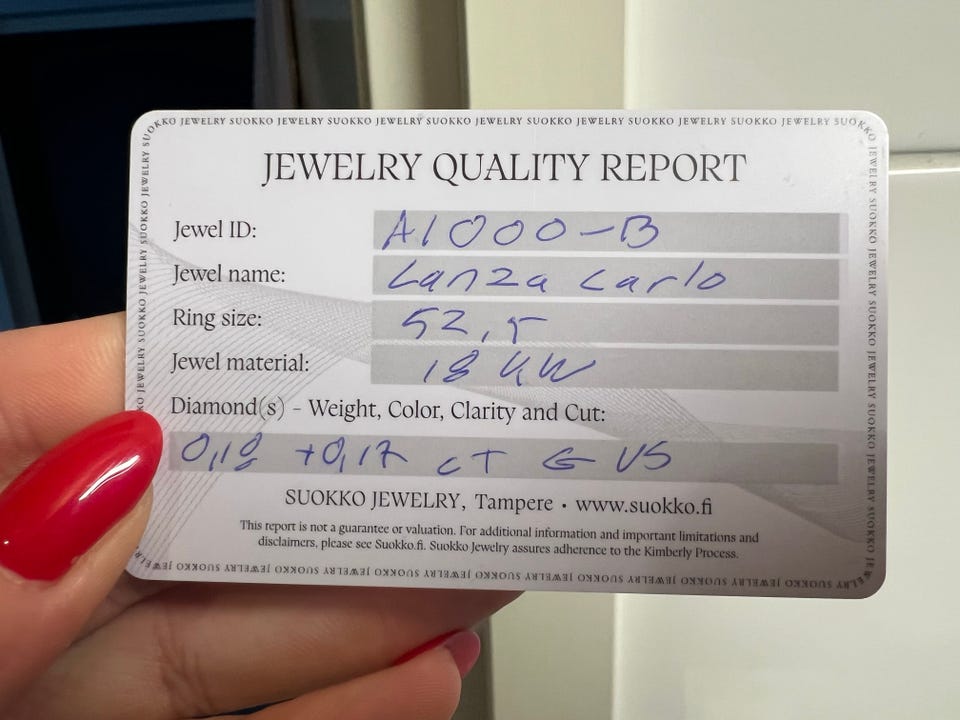 SUOKKO JEWELRY SUOKKO JEWELRY SUOKKO JEWELRY SUOKKO JEWELRY SUOKKO JEWELRY SUOKKO JEWELRY SUOKKO JEWELRY SUOKKO
JEWELRY QUALITY REPORT
Jewel ID: A1000-B
Jewel name: Lanza Carlo
Ring size: 52,5
Jewel material: 18 KW
Diamond(s) - Weight, Color, Clarity and Cut:
0,18 +0,17 CT G VS
SUOKKO JEWELRY, Tampere • www.suokko.fi
This report is not a guarantee or valuation. For additional information and important limitations and
disclaimers, please see Suokko.fi. Suokko Jewelry assures adherence to the Kimberly Process.